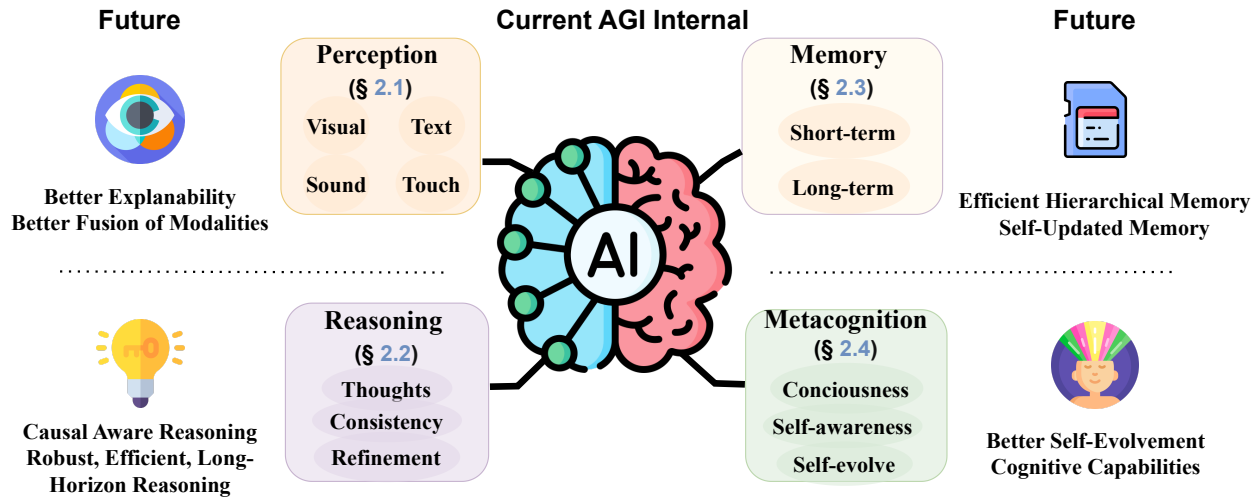 Future
Current AGI Internal
Future
Perception
(§ 2.1)
Visual
Text
Sound
Touch
Better Explanability
Better Fusion of Modalities
Memory
(§ 2.3)
Short-term
Long-term
Efficient Hierarchical Memory
Self-Updated Memory
AI
Reasoning
(§ 2.2)
Thoughts
Consistency
Refinement
Causal Aware Reasoning
Robust, Efficient, Long-
Horizon Reasoning
Metacognition
(§ 2.4)
Conciousness
Self-awareness
Self-evolve
Better Self-Evolvement
Cognitive Capabilities